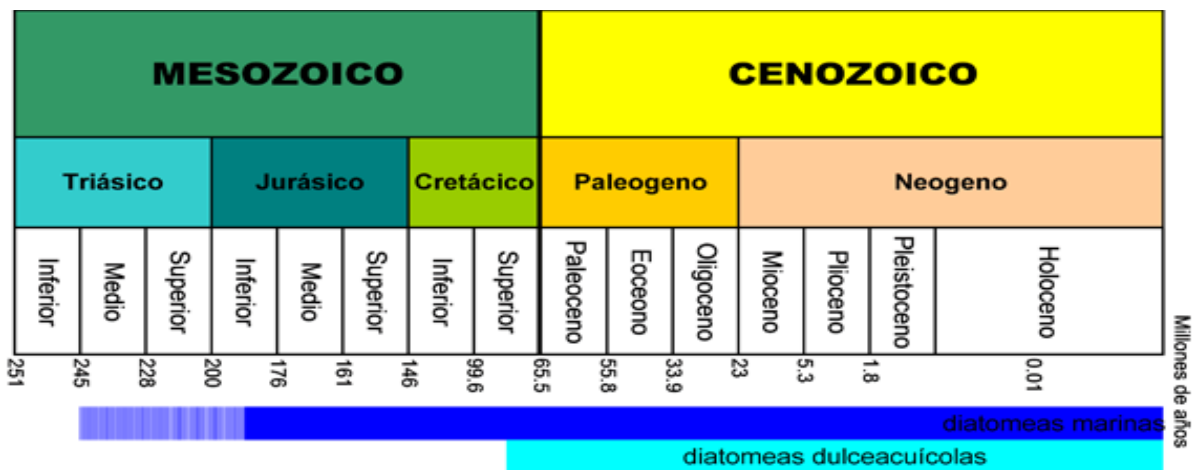 MESOZOICO CENOZOICO
Triásico Jurásico Cretácico Paleogeno Neogeno
Inferior Medio Superior Inferior Medio Superior Inferior Superior Paleoceno Eoceono Oligoceno Mioceno Plioceno Pleistoceno Holoceno
251 245 228 200 176 161 146 99.6 65.5 55.8 33.9 23 5.3 1.8 0.01
Millones de años
diatomeas marinas
diatomeas dulceacuícolas